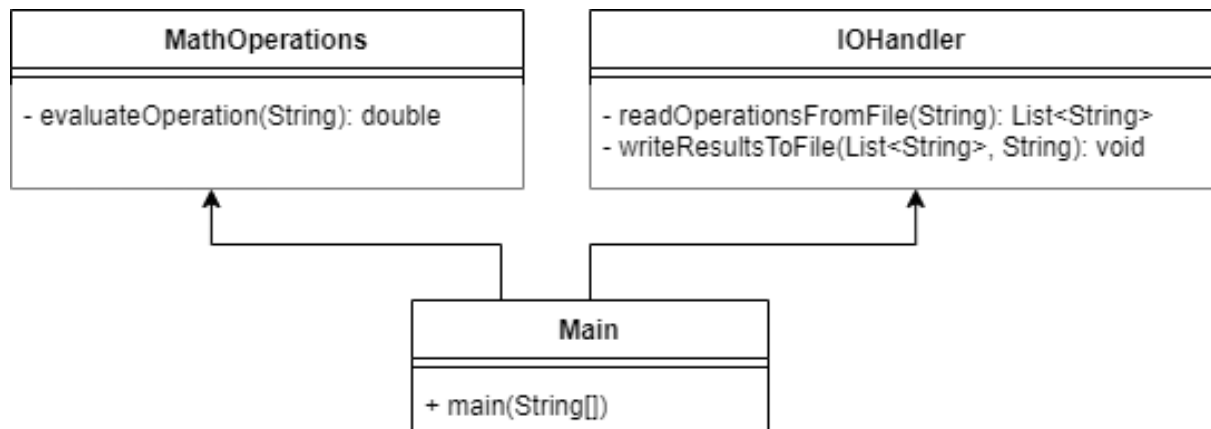 MathOperations
- evaluateOperation(String): double
IOHandler
- readOperationsFromFile(String): List<String>
- writeResultsToFile(List<String>, String): void
Main
+ main(String[])